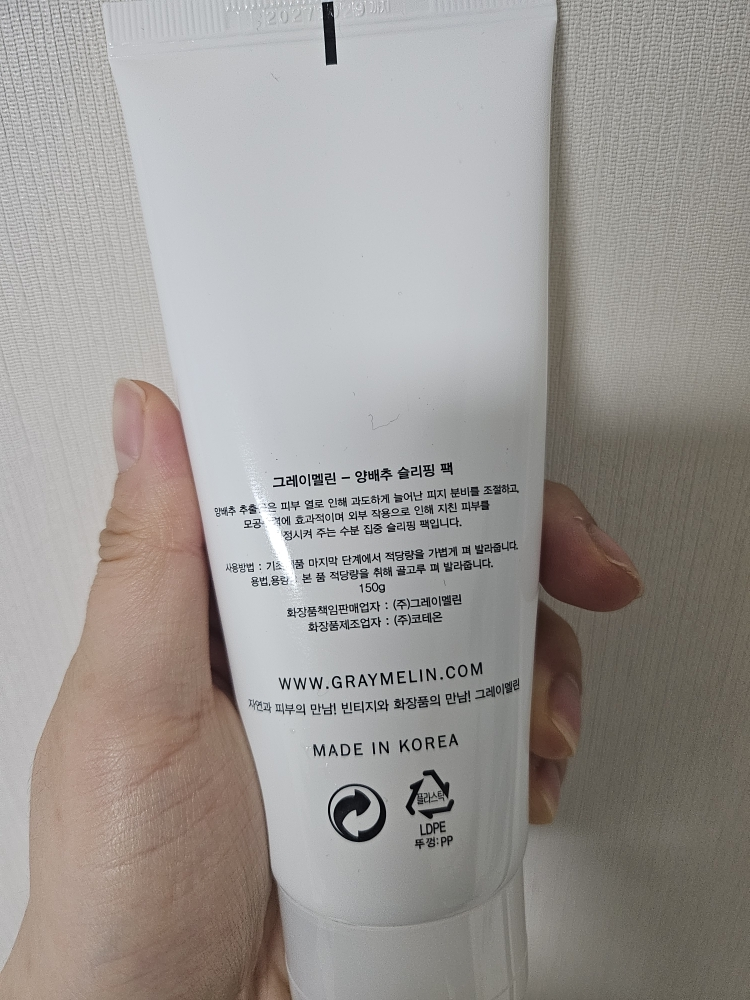 2027
그레이멜린 - 양배추 슬리핑 팩
양배추 피부 열로 인해 과도하게 늘어난 피지 분비를 조절하고,
효과적이며 외부 작용으로 인해 지친 피부를
주는 수분 집중 슬리핑 팩입니다.
사용방법 : 마지막 단계에서 적당량을 가볍게 펴 발라줍니다.
본 품 적당량을 취해 골고루 펴 발라줍니다.
150g
화장품책임판매업자 : (주)그레이멜린
화장품제조업자 : (주)코테온
WWW.GRAYMELIN.COM
자연과 피부의 만남! 빈티지와 화장품의 만남! 그레이멜린
MADE IN KOREA
플라스틱
LDPE
뚜껑:PP